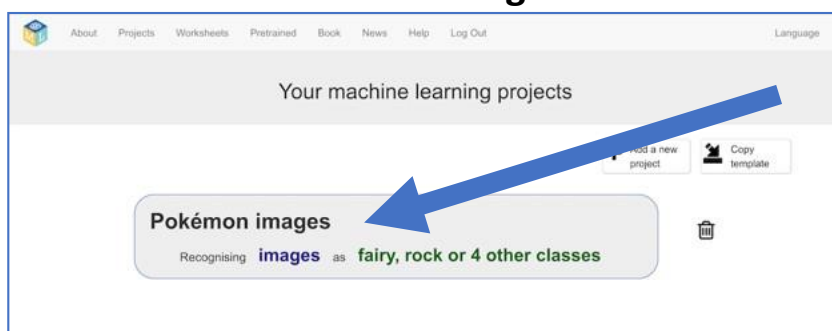 About Projects Worksheets Pretrained Book News Help Log Out Language
Your machine learning projects
Add a new
project
Copy
template
Pokémon images
Recognising images as fairy, rock or 4 other classes